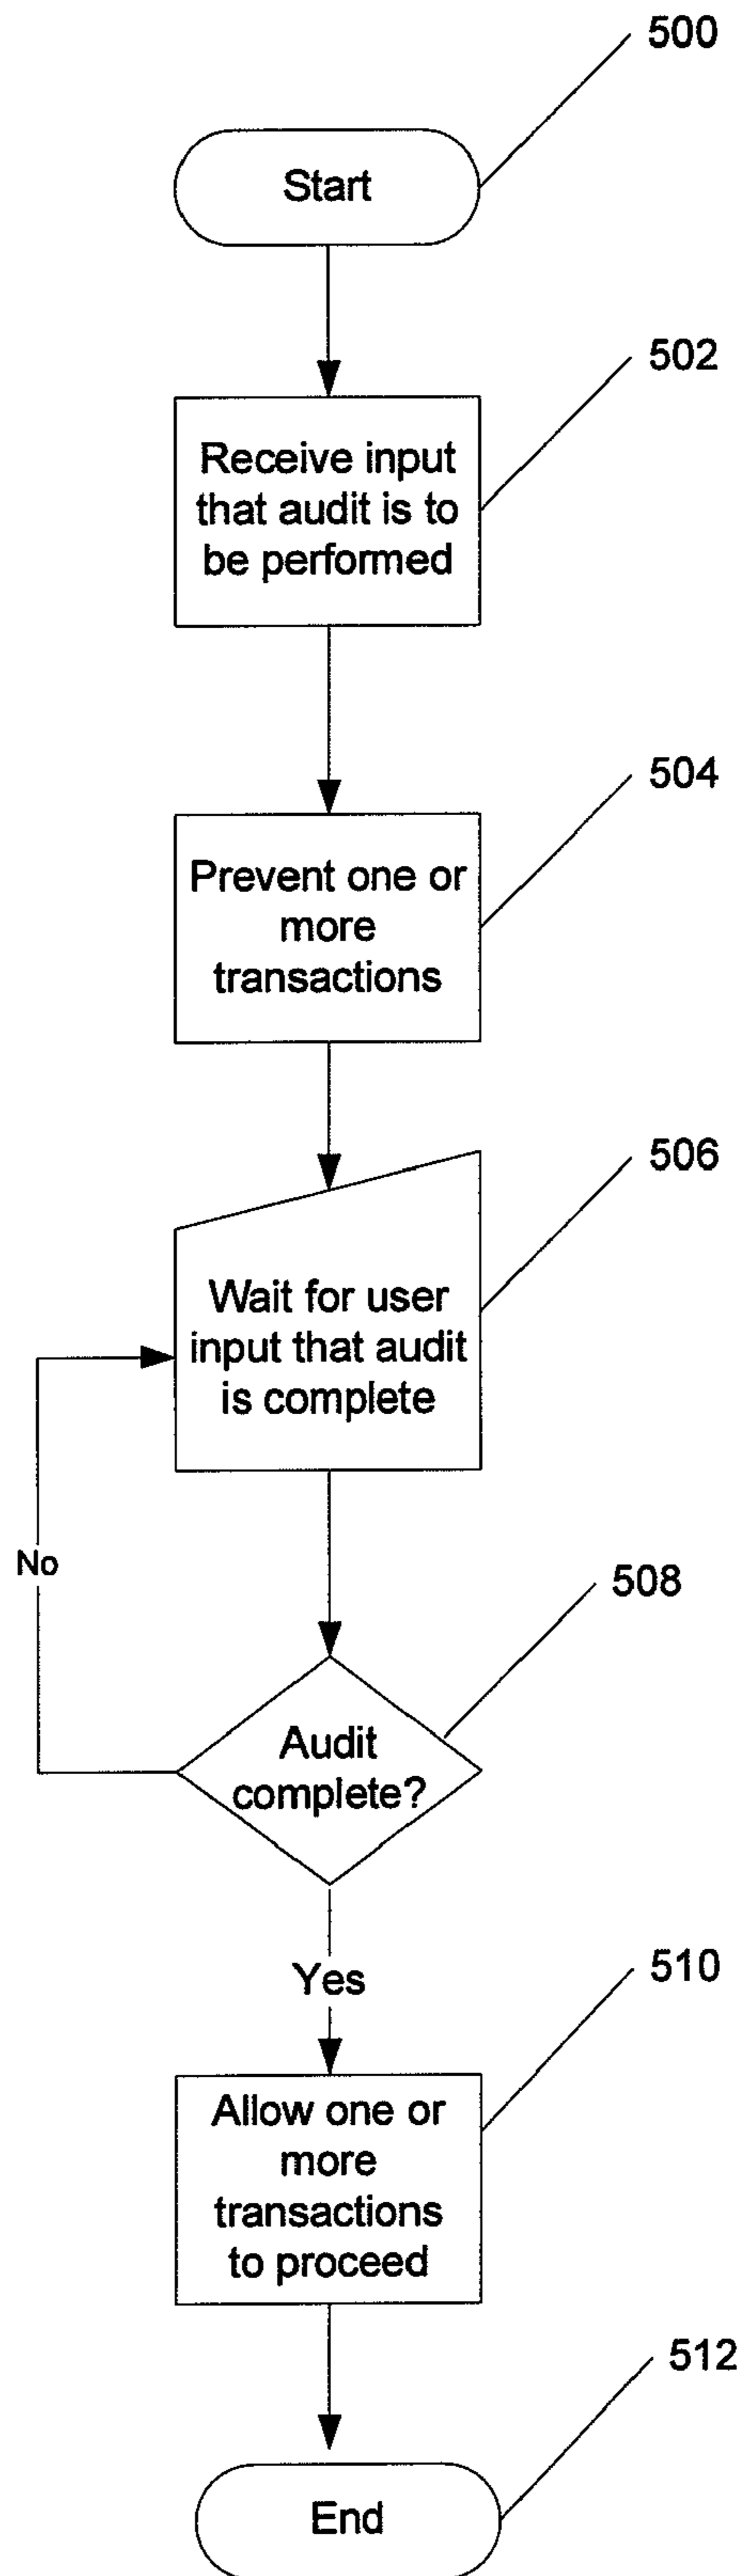 500
Start
502
Receive input
that audit is to
be performed
504
Prevent one or
more
transactions
506
Wait for user
input that audit
is complete
No
508
Audit
complete?
Yes
510
Allow one or
more
transactions
to proceed
512
End